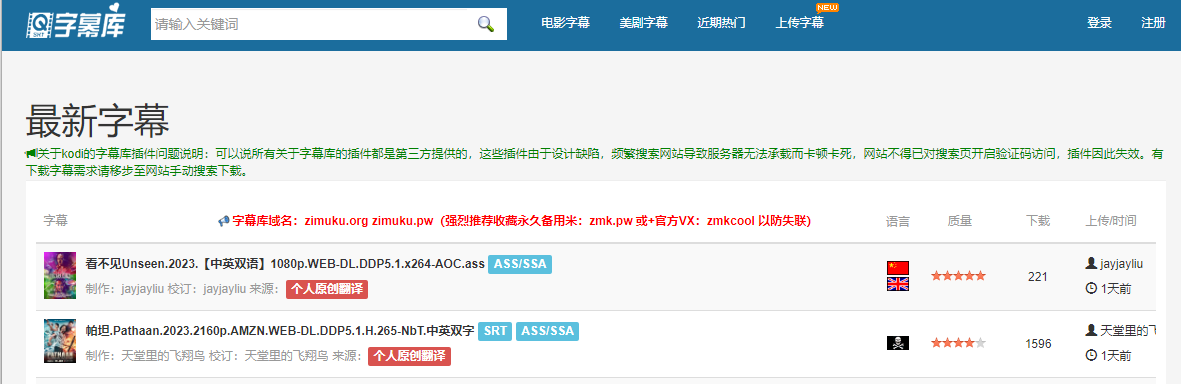 字幕库 请输入关键词 电影字幕 美剧字幕 近期热门 上传字幕 NEW 登录 注册
最新字幕
关于kodi的字幕库插件问题说明：可以说所有关于字幕库的插件都是第三方提供的，这些插件由于设计缺陷，频繁搜索网站导致服务器无法承载而卡顿卡死，网站不得已对搜索页开启验证码访问，插件因此失效。有
下载字幕需求请移步至网站手动搜索下载。
字幕 字幕库域名：zimuku.org zimuku.pw（强烈推荐收藏永久备用米：zmk.pw 或+官方VX：zmkcool 以防失联） 语言 质量 下载 上传/时间
看不见Unseen.2023.【中英双语】1080p.WEB-DL.DDP5.1.x264-AOC.ass ASS/SSA 221 jayjayliu
制作：jayjayliu 校订：jayjayliu 来源： 个人原创翻译 1天前
帕坦.Pathaan.2023.2160p.AMZN.WEB-DL.DDP5.1.H.265-NbT.中英双字 SRT ASS/SSA 1596 天堂里的飞
制作：天堂里的飞翔鸟 校订：天堂里的飞翔鸟 来源： 个人原创翻译 1天前